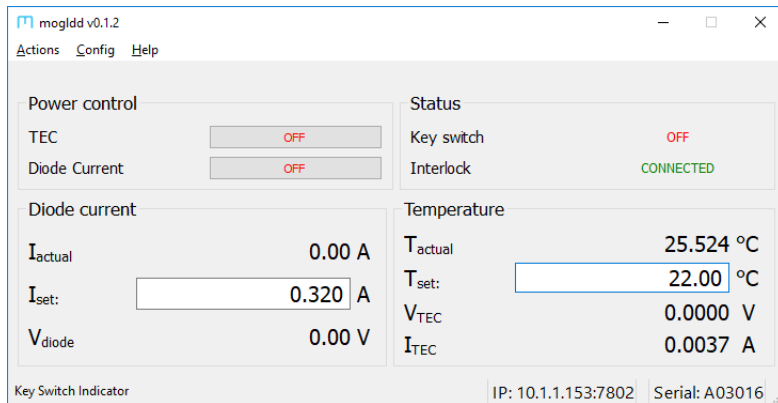 mogldd v0.1.2
Actions Config Help
Power control
TEC OFF
Diode Current OFF
Status
Key switch OFF
Interlock CONNECTED
Diode current
Iactual 0.00 A
Iset: 0.320 A
Vdiode 0.00 V
Temperature
Tactual 25.524 °C
Tset: 22.00 °C
VTEC 0.0000 V
ITEC 0.0037 A
Key Switch Indicator IP: 10.1.1.153:7802 Serial: A03016